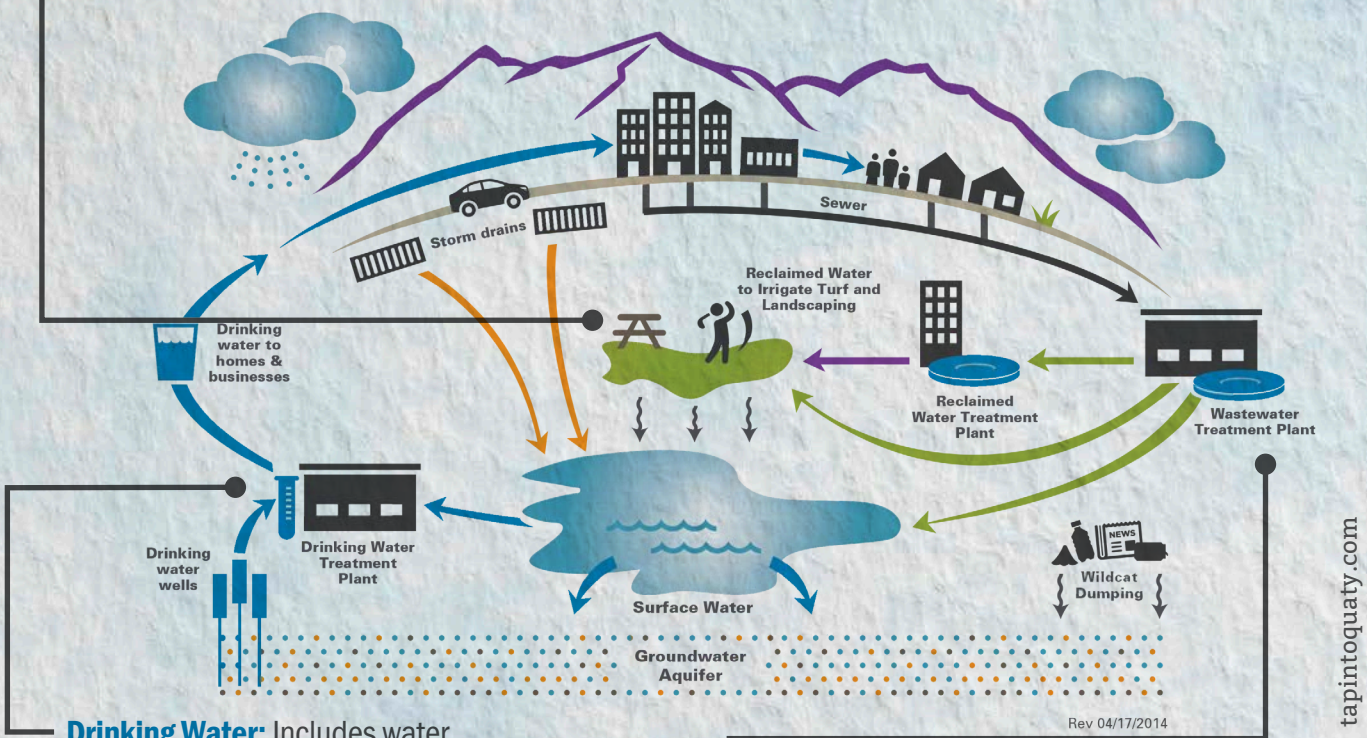 Storm drains
Sewer
Reclaimed Water
to Irrigate Turf and
Landscaping
Drinking
water to
homes &
businesses
Reclaimed
Water Treatment
Plant
Wastewater
Treatment Plant
Drinking
water
wells
Drinking Water
Treatment
Plant
NEWS
Wildcat
Dumping
Surface Water
Groundwater
Aquifer
Rev 04/17/2014
Drinking Water: Includes water
tapintoquaty.com